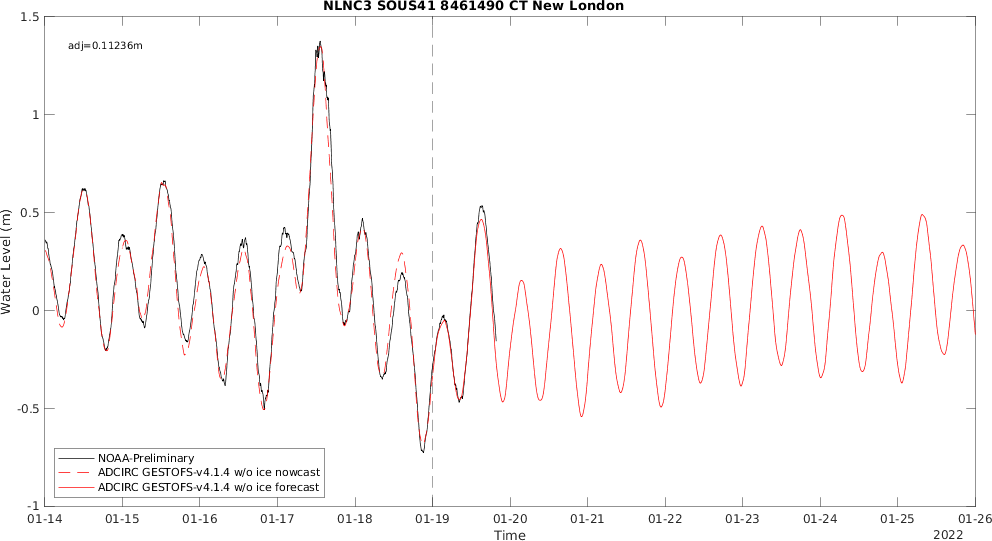 NLNC3 SOUS41 8461490 CT New London
adj=0.11236m
Water Level (m)
1.5
1
0.5
0
-0.5
-1
NOAA-Preliminary
ADCIRC GESTOFS-v4.1.4 w/o ice nowcast
ADCIRC GESTOFS-v4.1.4 w/o ice forecast
01-14 01-15 01-16 01-17 01-18 01-19 01-20 01-21 01-22 01-23 01-24 01-25 01-26
Time
2022